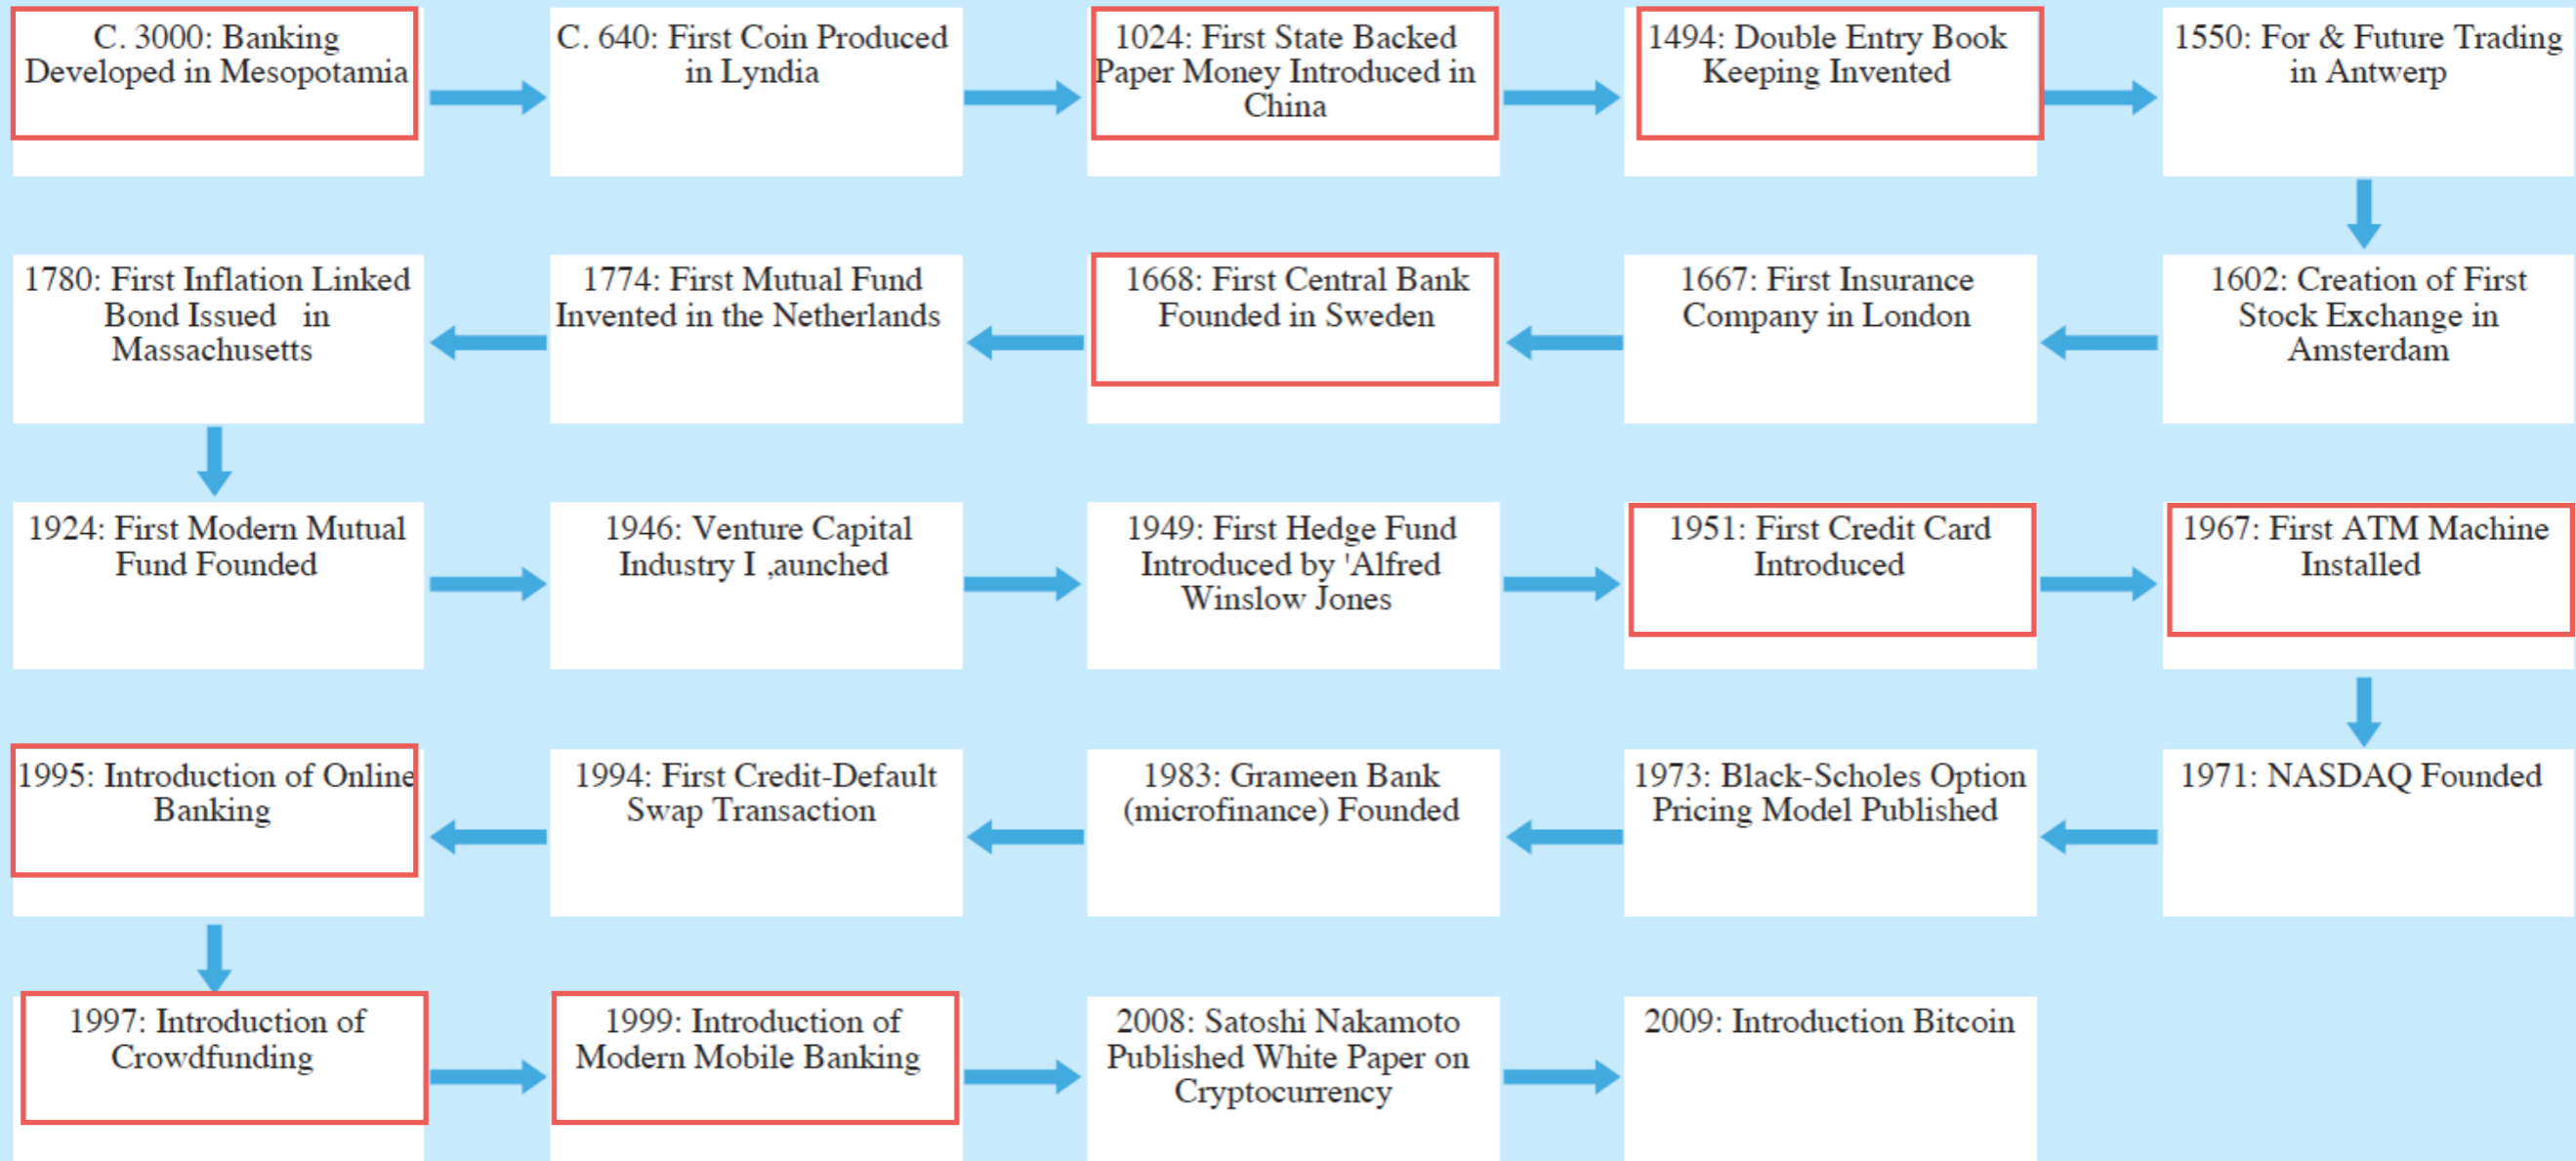 C. 3000: Banking
Developed in Mesopotamia
C. 640: First Coin Produced
in Lyndia
1024: First State Backed
Paper Money Introduced in
China
1494: Double Entry Book
Keeping Invented
1550: For & Future Trading
in Antwerp
1602: Creation of First
Stock Exchange in
Amsterdam
1667: First Insurance
Company in London
1668: First Central Bank
Founded in Sweden
1774: First Mutual Fund
Invented in the Netherlands
1780: First Inflation Linked
Bond Issued in
Massachusetts
1924: First Modern Mutual
Fund Founded
1946: Venture Capital
Industry I ,aunched
1949: First Hedge Fund
Introduced by 'Alfred
Winslow Jones
1951: First Credit Card
Introduced
1967: First ATM Machine
Installed
1971: NASDAQ Founded
1973: Black-Scholes Option
Pricing Model Published
1983: Grameen Bank
(microfinance) Founded
1994: First Credit-Default
Swap Transaction
1995: Introduction of Online
Banking
1997: Introduction of
Crowdfunding
1999: Introduction of
Modern Mobile Banking
2008: Satoshi Nakamoto
Published White Paper on
Cryptocurrency
2009: Introduction Bitcoin